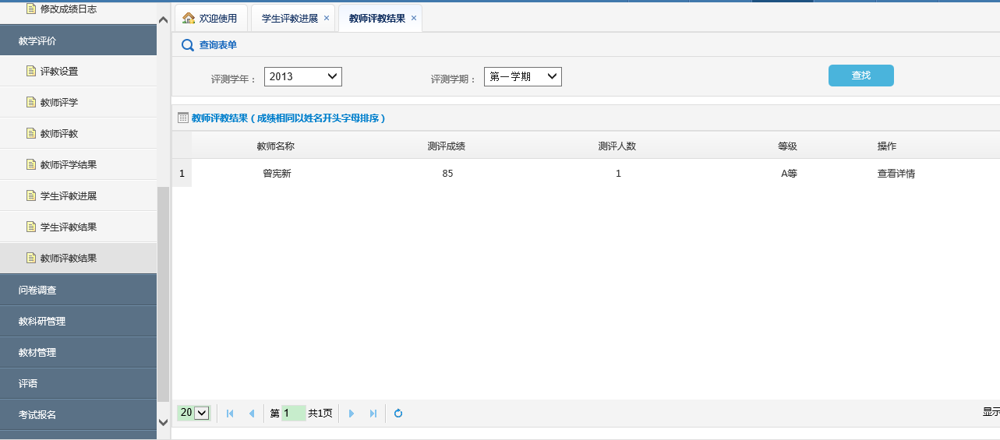 修改成绩日志
教学评价
评教设置
教师评学
教师评教
教师评学结果
学生评教进展
学生评教结果
教师评教结果
问卷调查
教科研管理
教材管理
评语
考试报名
欢迎使用 学生评教进展 × 教师评教结果 ×
查询表单
评测学年： 2013 评测学期： 第一学期 查找
教师评教结果（成绩相同以姓名开头字母排序）
教师名称 测评成绩 测评人数 等级 操作
1 曾宪新 85 1 A等 查看详情
20 第 1 共1页 显示